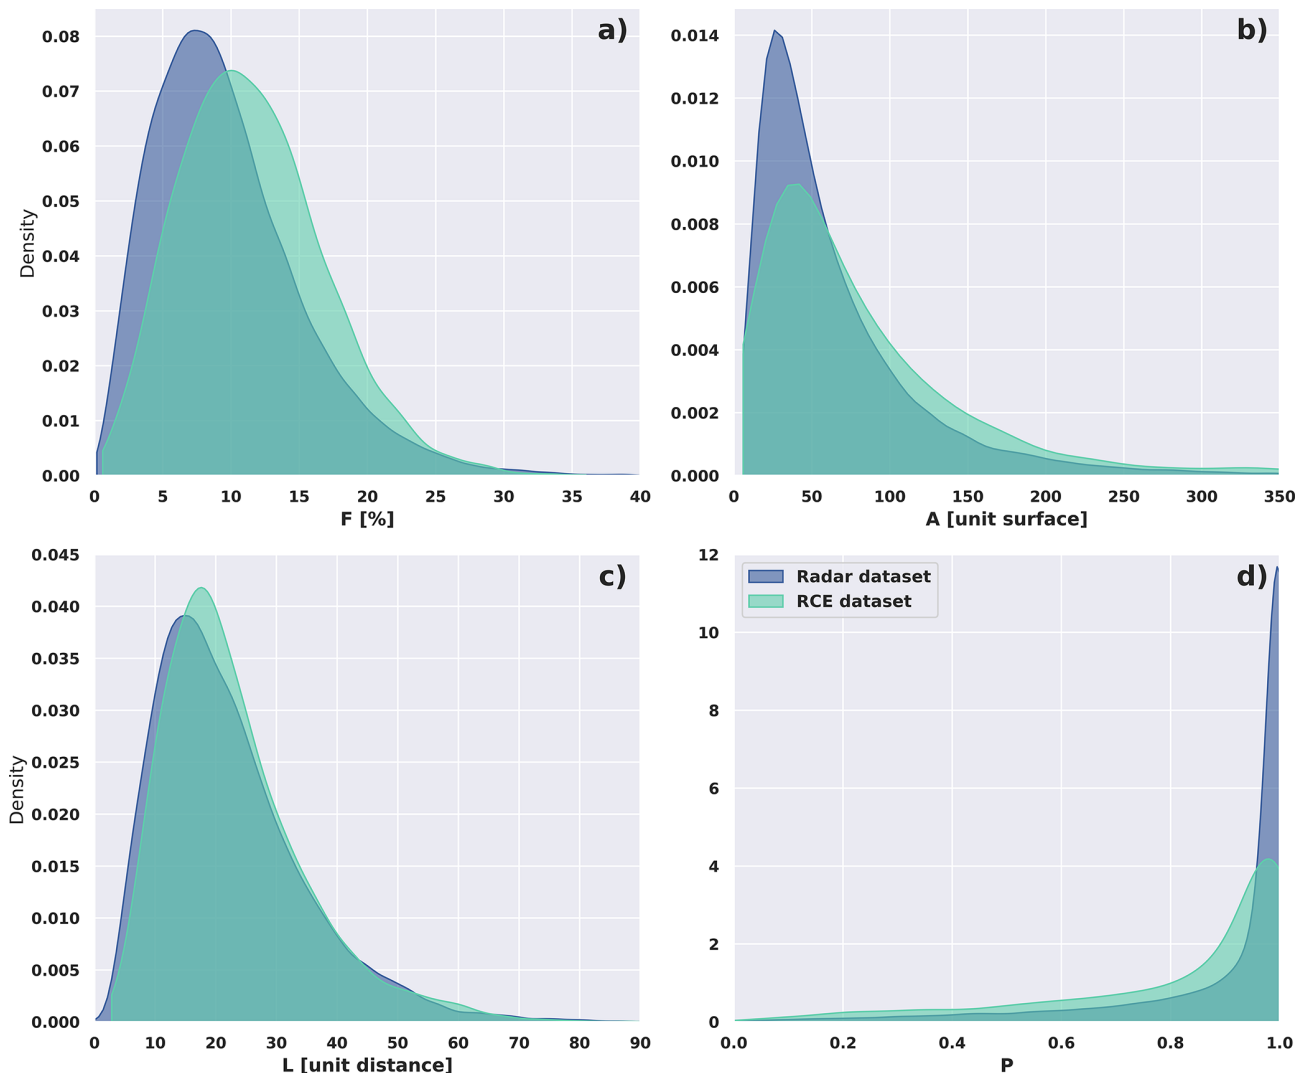 a)
Density
0.08
0.07
0.06
0.05
0.04
0.03
0.02
0.01
0.00
0 5 10 15 20 25 30 35 40
F [%]
b)
0.014
0.012
0.010
0.008
0.006
0.004
0.002
0.000
0 50 100 150 200 250 300 350
A [unit surface]
c)
Density
0.045
0.040
0.035
0.030
0.025
0.020
0.015
0.010
0.005
0.000
0 10 20 30 40 50 60 70 80 90
L [unit distance]
d)
Radar dataset
RCE dataset
12
10
8
6
4
2
0
0.0 0.2 0.4 0.6 0.8 1.0
P